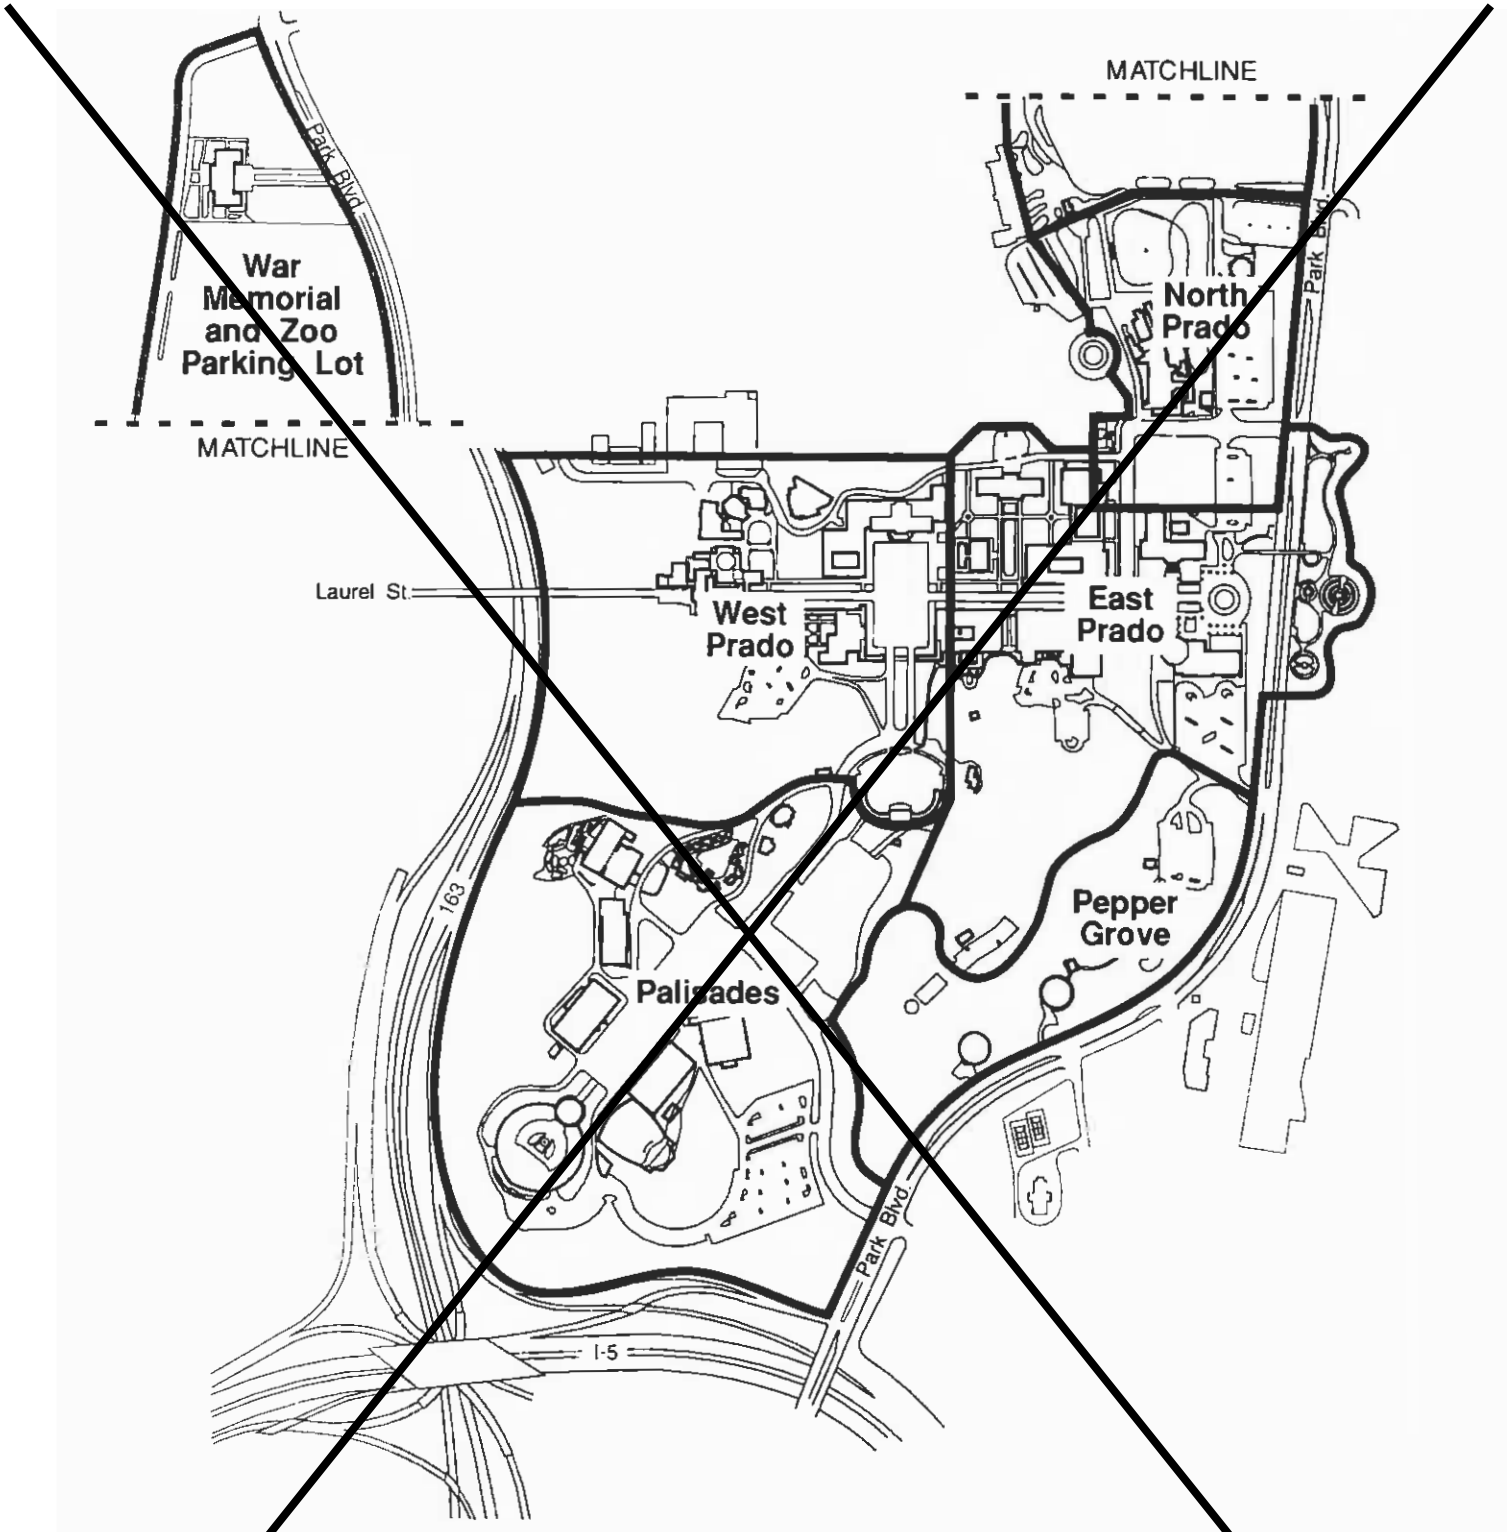 MATCHLINE
Park Blvd.
War
Memorial
and Zoo
Parking Lot
MATCHLINE
North
Prado
Park Blvd.
Laurel St.
West
Prado
East
Prado
163
Pepper
Grove
Palisades
Park Blvd.
I-5